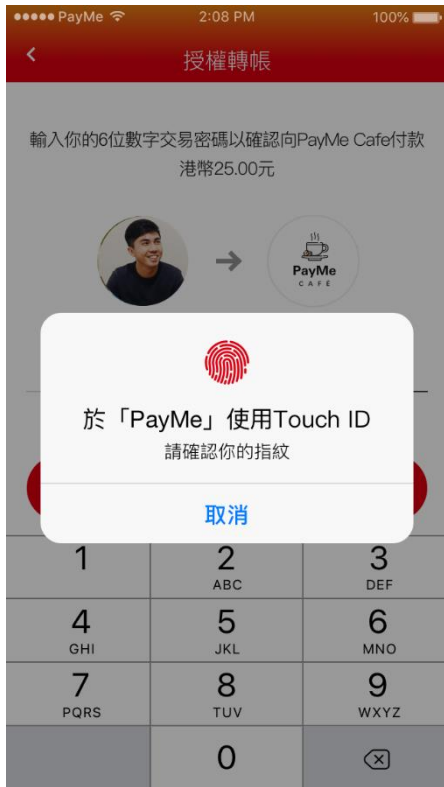 PayMe 2:08 PM 100%
授權轉帳
輸入你的6位數字交易密碼以確認向PayMe Cafe付款
港幣25.00元
PayMe
CAFE
於「PayMe」使用Touch ID
請確認你的指紋
取消
1 2 3
ABC DEF
4 5 6
GHI JKL MNO
7 8 9
PQRS TUV WXYZ
0